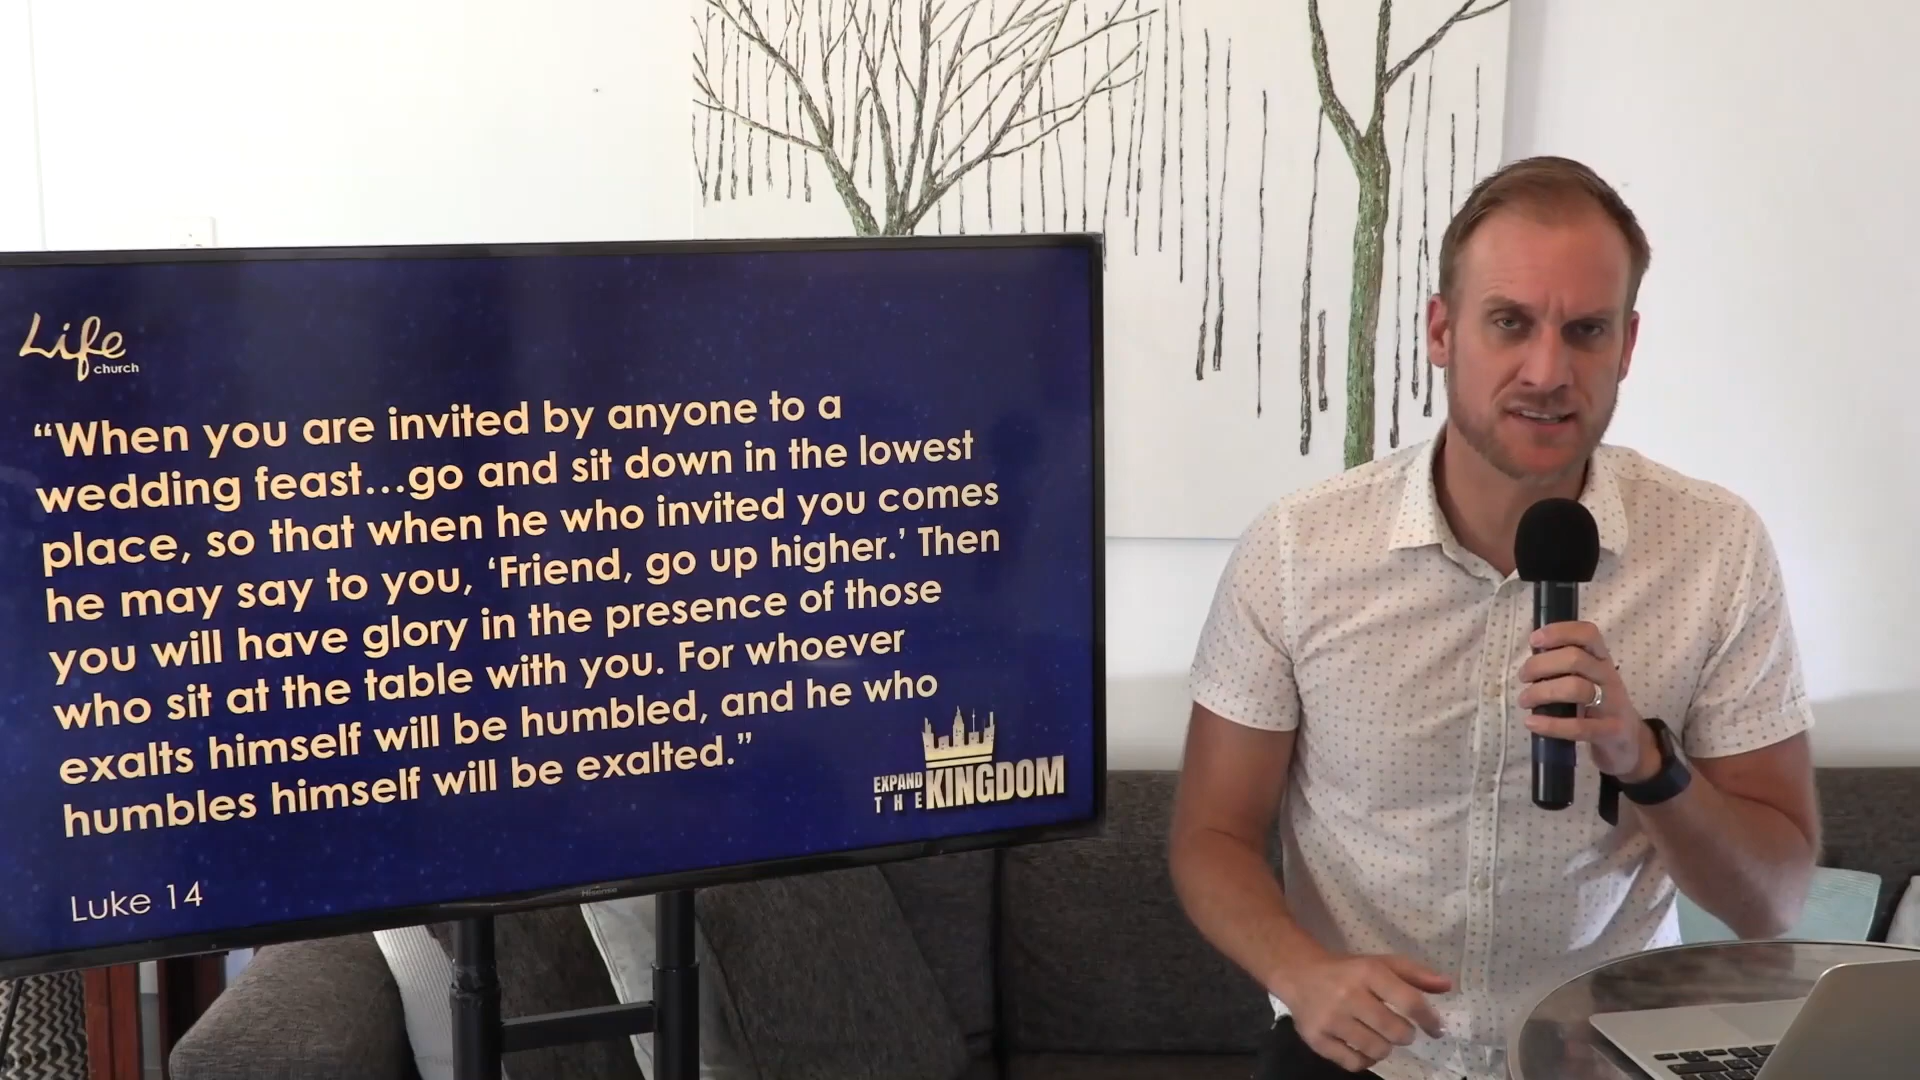 Life
church
“When you are invited by anyone to a
wedding feast...go and sit down in the lowest
place, so that when he who invited you comes
he may say to you, ‘Friend, go up higher.’ Then
you will have glory in the presence of those
who sit at the table with you. For whoever
exalts himself will be humbled, and he who
humbles himself will be exalted.”
EXPAND
THE KINGDOM
Luke 14
Hisense